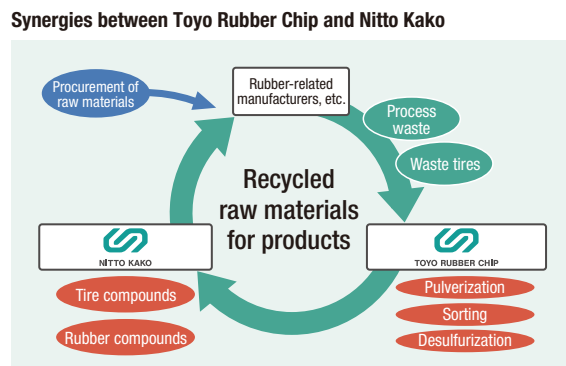 Synergies between Toyo Rubber Chip and Nitto Kako
Procurement of
raw materials
Rubber-related
manufacturers, etc.
Process
waste
Waste tires
Recycled
raw materials
for products
NITTO KAKO
TOYO RUBBER CHIP
Tire compounds
Rubber compounds
Pulverization
Sorting
Desulfurization